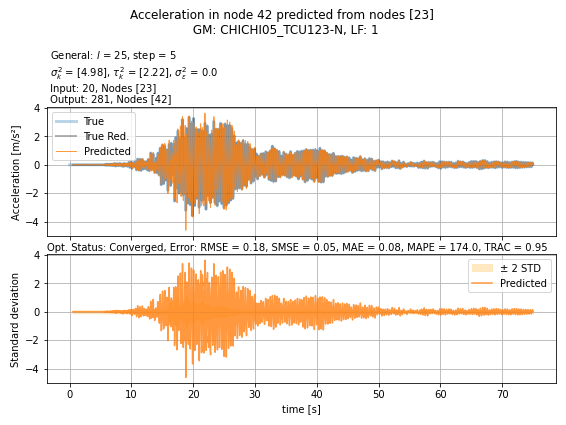 Acceleration in node 42 predicted from nodes [23]
GM: CHICHI05_TCU123-N, LF: 1
General: l = 25, step = 5
σ²ₖ = [4.98], τ²ₖ = [2.22], σ²ε = 0.0
Input: 20, Nodes [23]
Output: 281, Nodes [42]
Acceleration [m/s²]
4
2
0
−2
−4
True
True Red.
Predicted
Opt. Status: Converged, Error: RMSE = 0.18, SMSE = 0.05, MAE = 0.08, MAPE = 174.0, TRAC = 0.95
Standard deviation
4
2
0
−2
−4
± 2 STD
Predicted
0 10 20 30 40 50 60 70
time [s]